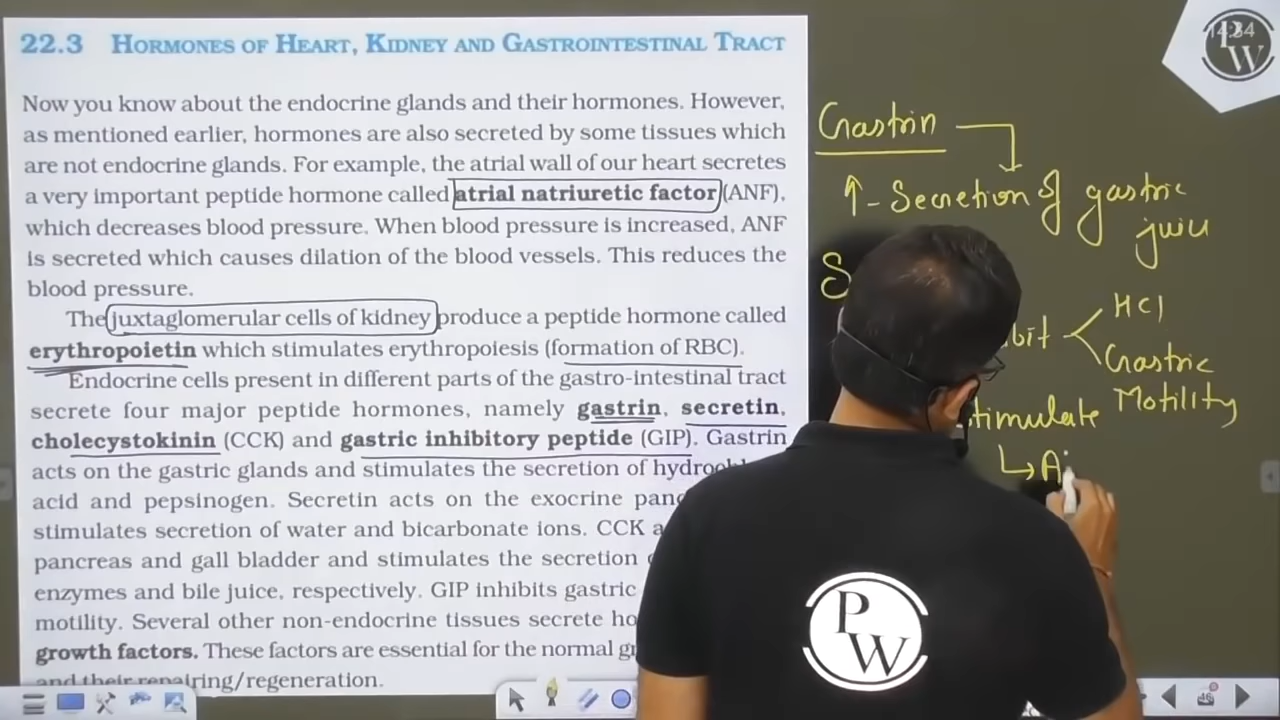 22.3 HORMONES OF HEART, KIDNEY AND GASTROINTESTINAL TRACT
Now you know about the endocrine glands and their hormones. However,
as mentioned earlier, hormones are also secreted by some tissues which
are not endocrine glands. For example, the atrial wall of our heart secretes
a very important peptide hormone called atrial natriuretic factor (ANF),
which decreases blood pressure. When blood pressure is increased, ANF
is secreted which causes dilation of the blood vessels. This reduces the
blood pressure.
The juxtaglomerular cells of kidney produce a peptide hormone called
erythropoietin which stimulates erythropoiesis (formation of RBC).
Endocrine cells present in different parts of the gastro-intestinal tract
secrete four major peptide hormones, namely gastrin, secretin,
cholecystokinin (CCK) and gastric inhibitory peptide (GIP). Gastrin
acts on the gastric glands and stimulates the secretion of
acid and pepsinogen. Secretin acts on the exocrine
stimulates secretion of water and bicarbonate ions. CCK
pancreas and gall bladder and stimulates the secretion
enzymes and bile juice, respectively. GIP inhibits gastric
motility. Several other non-endocrine tissues secrete
growth factors. These factors are essential for the normal
and their repairing/regeneration.
Gastrin
↑ - Secretion of gastric
juice
HCl
Gastric
Motility
timulate
PW
PW
46